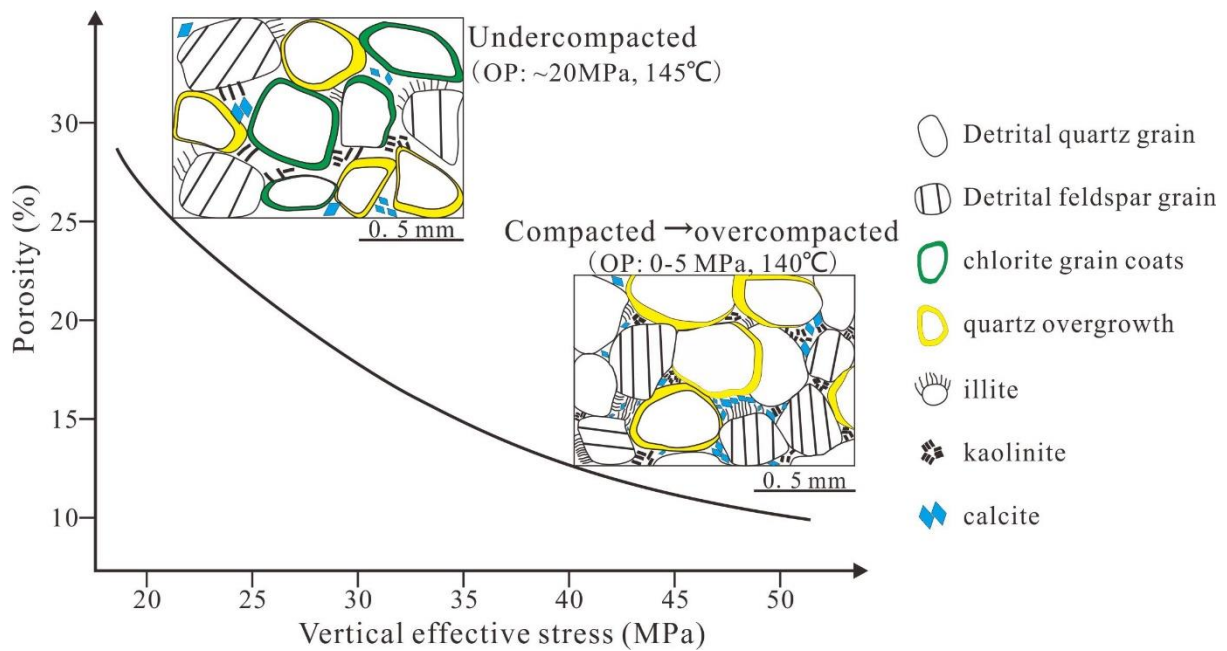 Undercompacted
(OP: ~20MPa, 145℃)
0. 5 mm
Compacted →overcompacted
(OP: 0-5 MPa, 140℃)
0. 5 mm
Porosity (%)
30
25
20
15
10
20 25 30 35 40 45 50
Vertical effective stress (MPa)
Detrital quartz grain
Detrital feldspar grain
chlorite grain coats
quartz overgrowth
illite
kaolinite
calcite